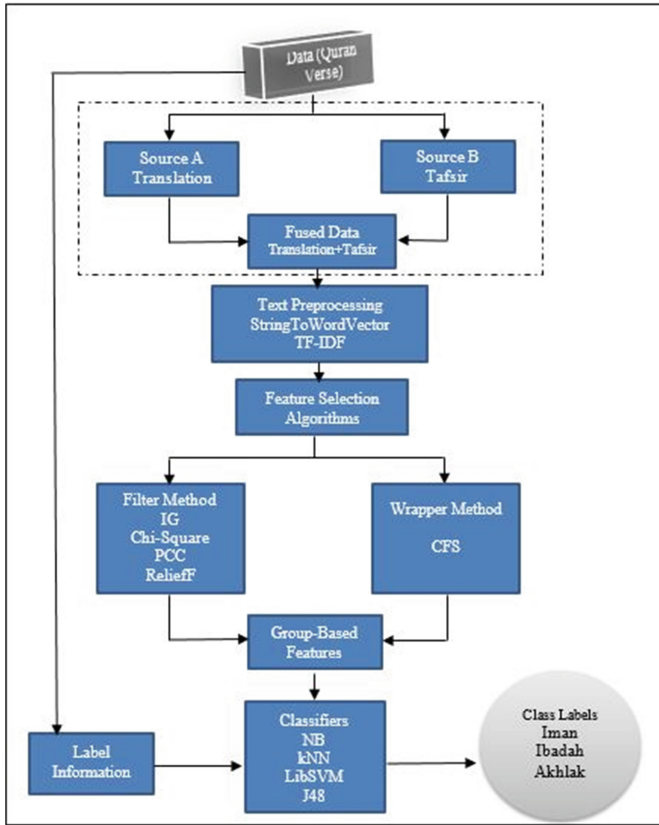 Data (Quran
Verse)
Source A
Translation
Source B
Tafsir
Fused Data
Translation+Tafsir
Text Preprocessing
StringToWordVector
TF-IDF
Feature Selection
Algorithms
Filter Method
IG
Chi-Square
PCC
ReliefF
Wrapper Method
CFS
Group-Based
Features
Label
Information
Classifiers
NB
kNN
LibSVM
J48
Class Labels
Iman
Ibadah
Akhlak